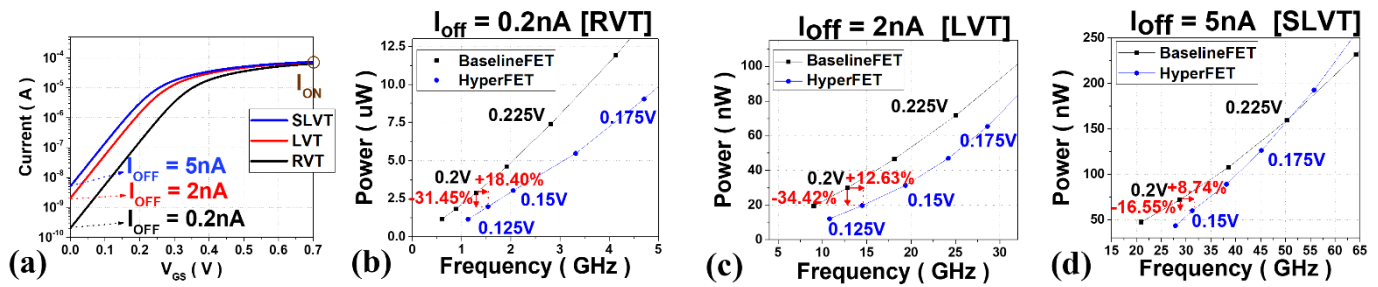 Current ( A )
10⁻⁴
10⁻⁵
10⁻⁶
10⁻⁷
10⁻⁸
10⁻⁹
10⁻¹⁰
I_ON
SLVT
LVT
RVT
I_OFF = 5nA
I_OFF = 2nA
I_OFF = 0.2nA
0.0 0.1 0.2 0.3 0.4 0.5 0.6 0.7
V_GS ( V )
(a)
I_off = 0.2nA [RVT]
Power ( uW )
12.5
10.0
7.5
5.0
2.5
0.0
BaselineFET
HyperFET
0.225V
0.175V
0.2V
+18.40%
-31.45%
0.15V
0.125V
0 1 2 3 4 5
Frequency ( GHz )
(b)
I_off = 2nA [LVT]
Power ( nW )
100
80
60
40
20
0
BaselineFET
HyperFET
0.225V
0.175V
0.2V
+12.63%
-34.42%
0.15V
0.125V
5 10 15 20 25 30
Frequency ( GHz )
(c)
I_off = 5nA [SLVT]
Power ( nW )
250
200
150
100
50
BaselineFET
HyperFET
0.225V
0.175V
0.2V
+8.74%
-16.55%
0.15V
15 20 25 30 35 40 45 50 55 60 65
Frequency ( GHz )
(d)